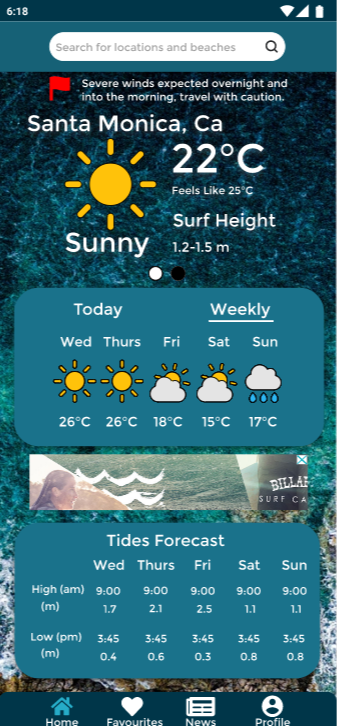 6:18
Search for locations and beaches
Severe winds expected overnight and
into the morning, travel with caution.
Santa Monica, Ca
22°C
Feels Like 25°C
Sunny
Surf Height
1.2-1.5 m
Today Weekly
Wed Thurs Fri Sat Sun
26°C 26°C 18°C 15°C 17°C
BILLAB
SURF CA
Tides Forecast
Wed Thurs Fri Sat Sun
High (am) 9:00 9:00 9:00 9:00 9:00
(m) 1.7 2.1 2.5 1.1 1.1
Low (pm) 3:45 3:45 3:45 3:45 3:45
(m) 0.4 0.6 0.3 0.8 0.8
Home Favourites News Profile